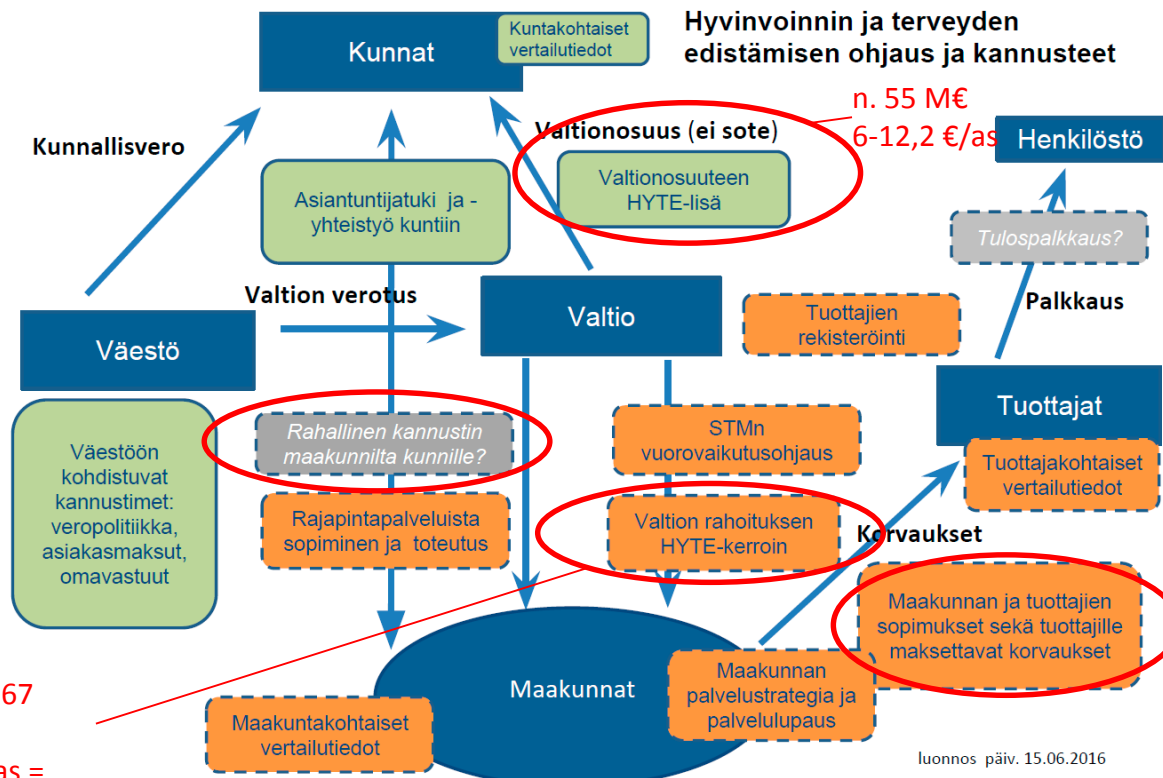 Hyvinvoinnin ja terveyden
edistämisen ohjaus ja kannusteet
Kunnat
Kuntakohtaiset
vertailutiedot
n. 55 M€
6-12,2 €/as
Kunnallisvero
Valtionosuus (ei sote)
Henkilöstö
Asiantuntijatuki ja -
yhteistyö kuntiin
Valtionosuuteen
HYTE-lisä
Tulospalkkaus?
Valtion verotus
Palkkaus
Väestö
Valtio
Tuottajien
rekisteröinti
Tuottajat
Väestöön
kohdistuvat
kannustimet:
veropolitiikka,
asiakasmaksut,
omavastuut
Rahallinen kannustin
maakunnilta kunnille?
STMn
vuorovaikutusohjaus
Tuottajakohtaiset
vertailutiedot
Rajapintapalveluista
sopiminen ja toteutus
Valtion rahoituksen
HYTE-kerroin
Korvaukset
Maakunnan ja tuottajien
sopimukset sekä tuottajille
maksettavat korvaukset
67
Maakunnat
Maakunnan
palvelustrategia ja
palvelulupaus
Maakuntakohtaiset
vertailutiedot
as =
luonnos päiv. 15.06.2016